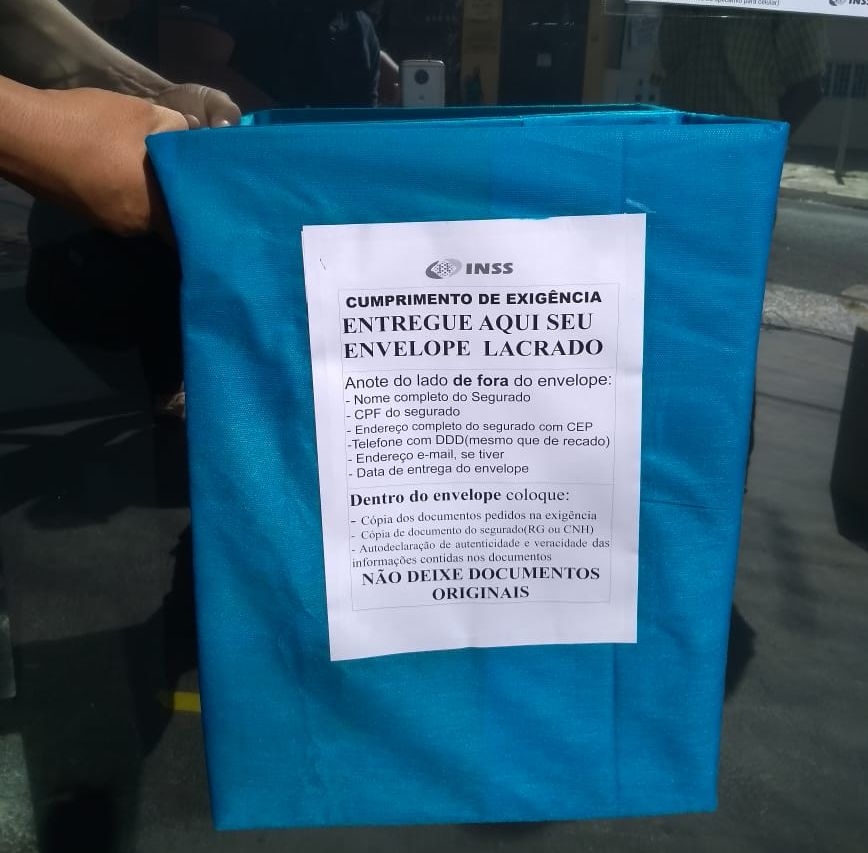 INSS
INSS
CUMPRIMENTO DE EXIGÊNCIA
ENTREGUE AQUI SEU
ENVELOPE LACRADO
Anote do lado de fora do envelope:
- Nome completo do Segurado
- CPF do segurado
- Endereço completo do segurado com CEP
-Telefone com DDD(mesmo que de recado)
- Endereço e-mail, se tiver
- Data de entrega do envelope
Dentro do envelope coloque:
- Cópia dos documentos pedidos na exigência
- Cópia de documento do segurado(RG ou CNH)
- Autodeclaração de autenticidade e veracidade das
informações contidas nos documentos
NÃO DEIXE DOCUMENTOS
ORIGINAIS